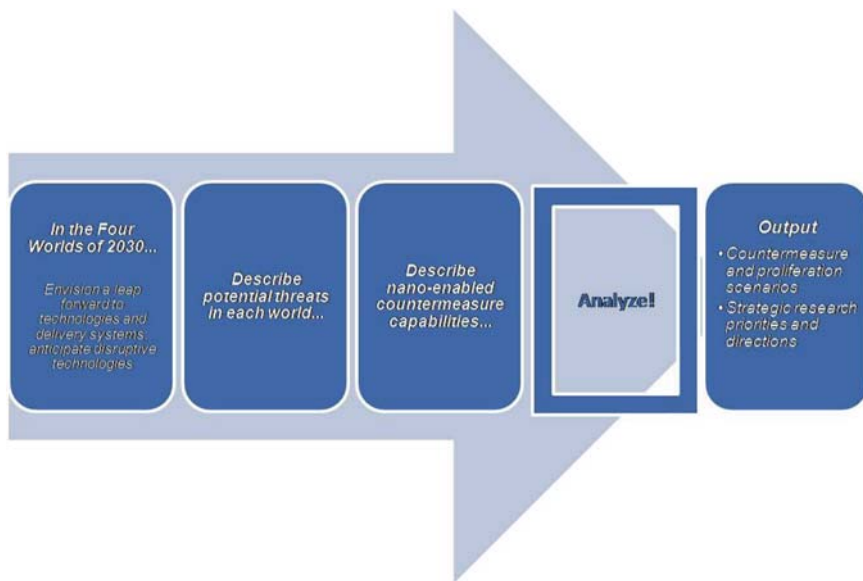 In the Four
Worlds of 2030...
Envision a leap
forward to
technologies and
delivery systems
anticipate disruptive
technologies
Describe
potential threats
in each world...
Describe
nano-enabled
countermeasure
capabilities...
Analyze!
Output
• Countermeasure
and proliferation
scenarios
• Strategic research
priorities and
directions